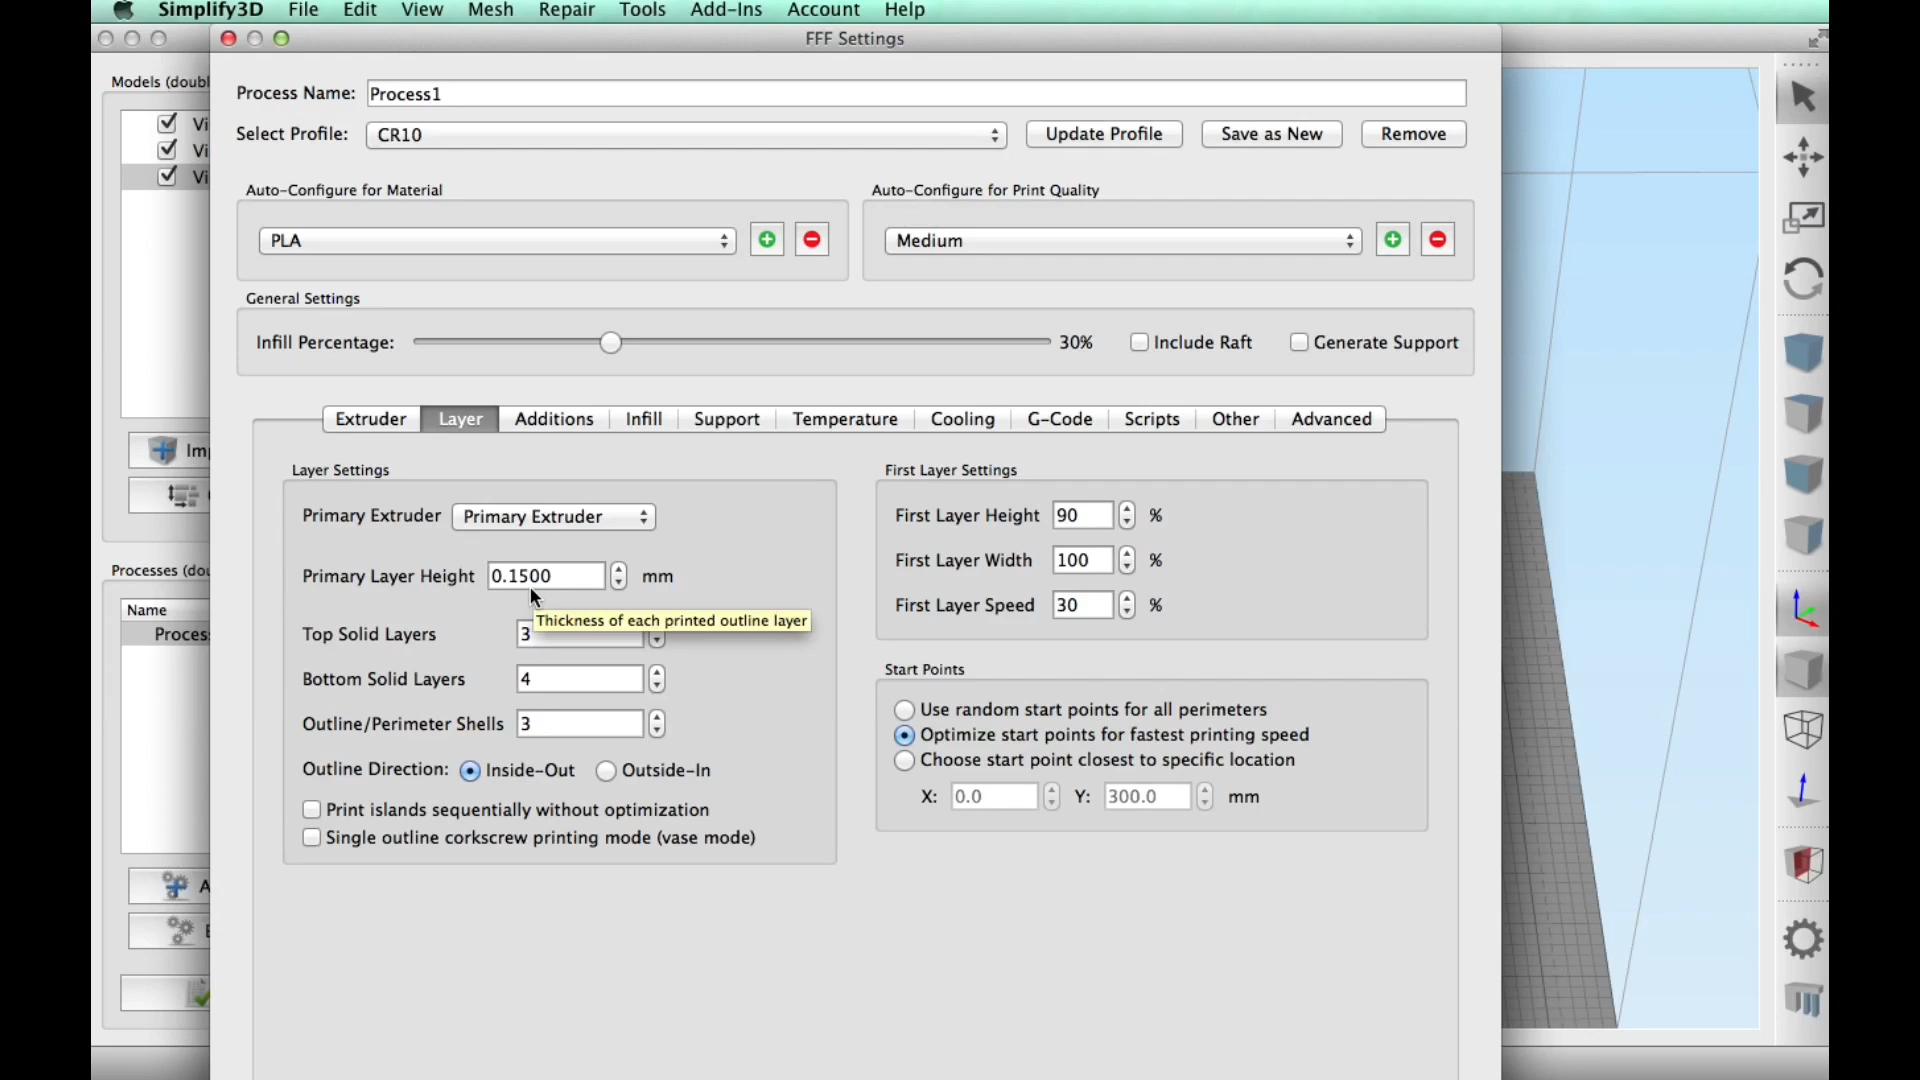 Simplify3D File Edit View Mesh Repair Tools Add-Ins Account Help
FFF Settings
Models (doubl
Vi
Vi
Vi
Process Name: Process1
Select Profile: CR10 Update Profile Save as New Remove
Auto-Configure for Material
PLA
Auto-Configure for Print Quality
Medium
General Settings
Infill Percentage: 30% Include Raft Generate Support
Extruder Layer Additions Infill Support Temperature Cooling G-Code Scripts Other Advanced
Layer Settings
Primary Extruder Primary Extruder
Primary Layer Height 0.1500 mm
Thickness of each printed outline layer
Top Solid Layers 3
Bottom Solid Layers 4
Outline/Perimeter Shells 3
Outline Direction: Inside-Out Outside-In
Print islands sequentially without optimization
Single outline corkscrew printing mode (vase mode)
First Layer Settings
First Layer Height 90 %
First Layer Width 100 %
First Layer Speed 30 %
Start Points
Use random start points for all perimeters
Optimize start points for fastest printing speed
Choose start point closest to specific location
X: 0.0 Y: 300.0 mm
Imp
Processes (dou
Name
Process
A